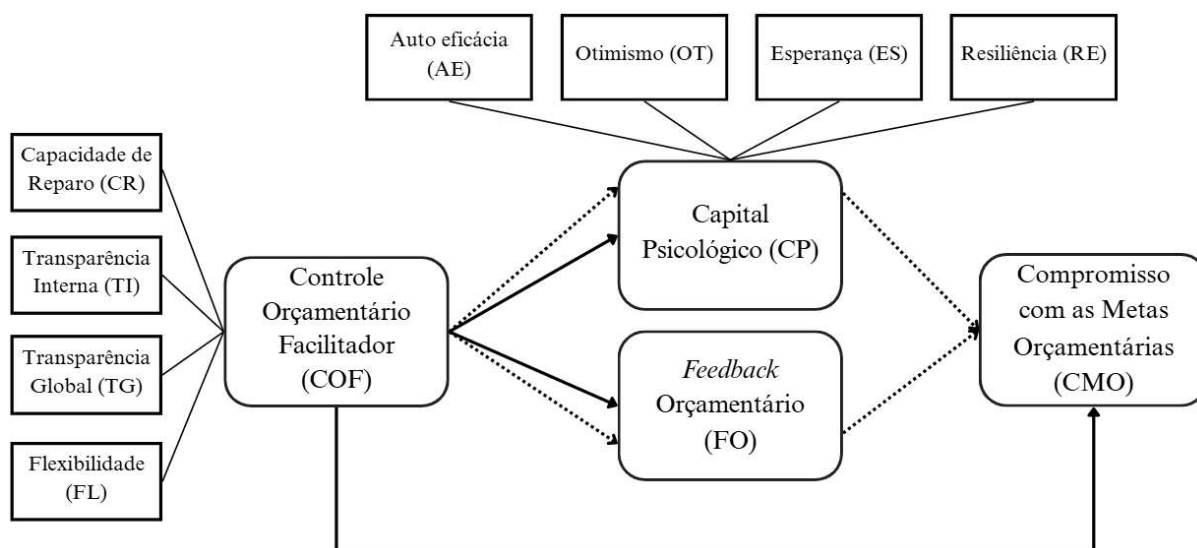 Auto eficácia
(AE)
Otimismo (OT)
Esperança (ES)
Resiliência (RE)
Capacidade de
Reparo (CR)
Transparência
Interna (TI)
Transparência
Global (TG)
Flexibilidade
(FL)
Controle
Orçamentário
Facilitador
(COF)
Capital
Psicológico (CP)
Feedback
Orçamentário
(FO)
Compromisso
com as Metas
Orçamentárias
(CMO)